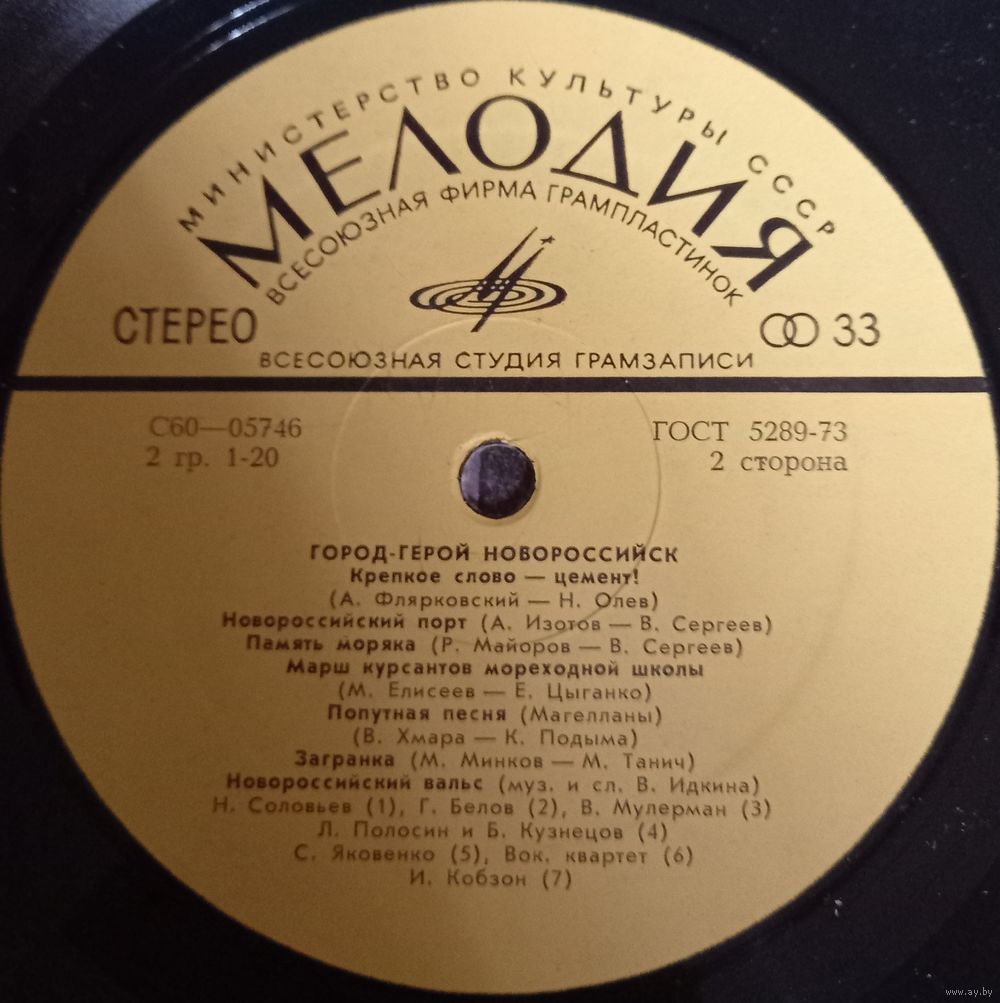 МИНИСТЕРСТВО КУЛЬТУРЫ СССР
МЕЛОДИЯ
ВСЕСОЮЗНАЯ ФИРМА ГРАМПЛАСТИНОК
СТЕРЕО
33
ВСЕСОЮЗНАЯ СТУДИЯ ГРАМЗАПИСИ
С60—05746
ГОСТ 5289-73
2 гр. 1-20
2 сторона
ГОРОД-ГЕРОЙ НОВОРОССИЙСК
Крепкое слово — цемент!
(А. Флярковский — Н. Олев)
Новороссийский порт (А. Изотов — В. Сергеев)
Память моряка (Р. Майоров — В. Сергеев)
Марш курсантов мореходной школы
(М. Елисеев — Е. Цыганко)
Попутная песня (Магелланы)
(В. Хмара — К. Подыма)
Загранка (М. Минков — М. Танич)
Новороссийский вальс (муз. и сл. В. Идкина)
Н. Соловьев (1), Г. Белов (2), В. Мулерман (3)
Л. Полосин и Б. Кузнецов (4)
С. Яковенко (5), Вок. квартет (6)
И. Кобзон (7)
www.ay.by